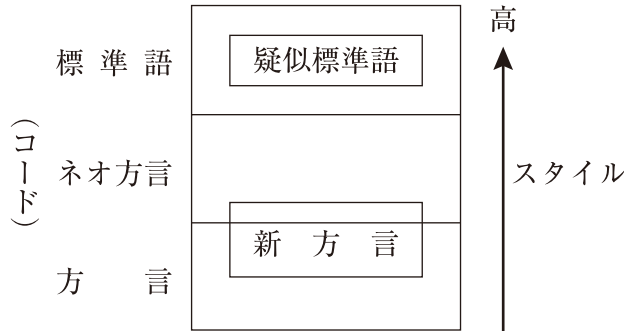 高
標準語
疑似標準語
（コード）
ネオ方言
スタイル
新方言
方言